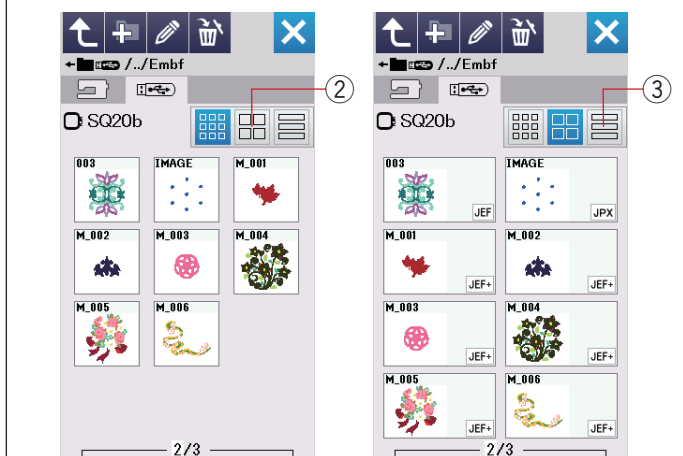 /../Embf
②
SQ20b
003 IMAGE M_001
M_002 M_003 M_004
M_005 M_006
2/3
/../Embf
③
SQ20b
003 IMAGE
JEF JPX
M_001 M_002
JEF+ JEF+
M_003 M_004
JEF+ JEF+
M_005 M_006
JEF+ JEF+
2/3